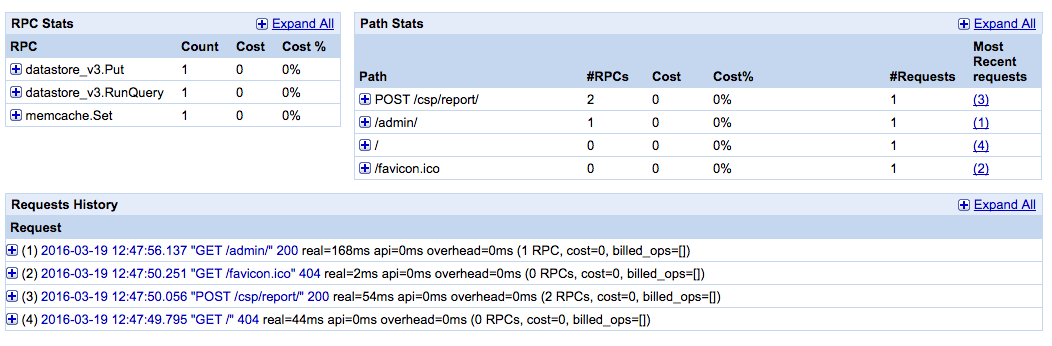 RPC Stats Expand All
RPC Count Cost Cost %
datastore_v3.Put 1 0 0%
datastore_v3.RunQuery 1 0 0%
memcache.Set 1 0 0%
Path Stats Expand All
Path #RPCs Cost Cost% #Requests Most Recent requests
POST /csp/report/ 2 0 0% 1 (3)
/admin/ 1 0 0% 1 (1)
/ 0 0 0% 1 (4)
/favicon.ico 0 0 0% 1 (2)
Requests History Expand All
Request
(1) 2016-03-19 12:47:56.137 "GET /admin/" 200 real=168ms api=0ms overhead=0ms (1 RPC, cost=0, billed_ops=[])
(2) 2016-03-19 12:47:50.251 "GET /favicon.ico" 404 real=2ms api=0ms overhead=0ms (0 RPCs, cost=0, billed_ops=[])
(3) 2016-03-19 12:47:50.056 "POST /csp/report/" 200 real=54ms api=0ms overhead=0ms (2 RPCs, cost=0, billed_ops=[])
(4) 2016-03-19 12:47:49.795 "GET /" 404 real=44ms api=0ms overhead=0ms (0 RPCs, cost=0, billed_ops=[])